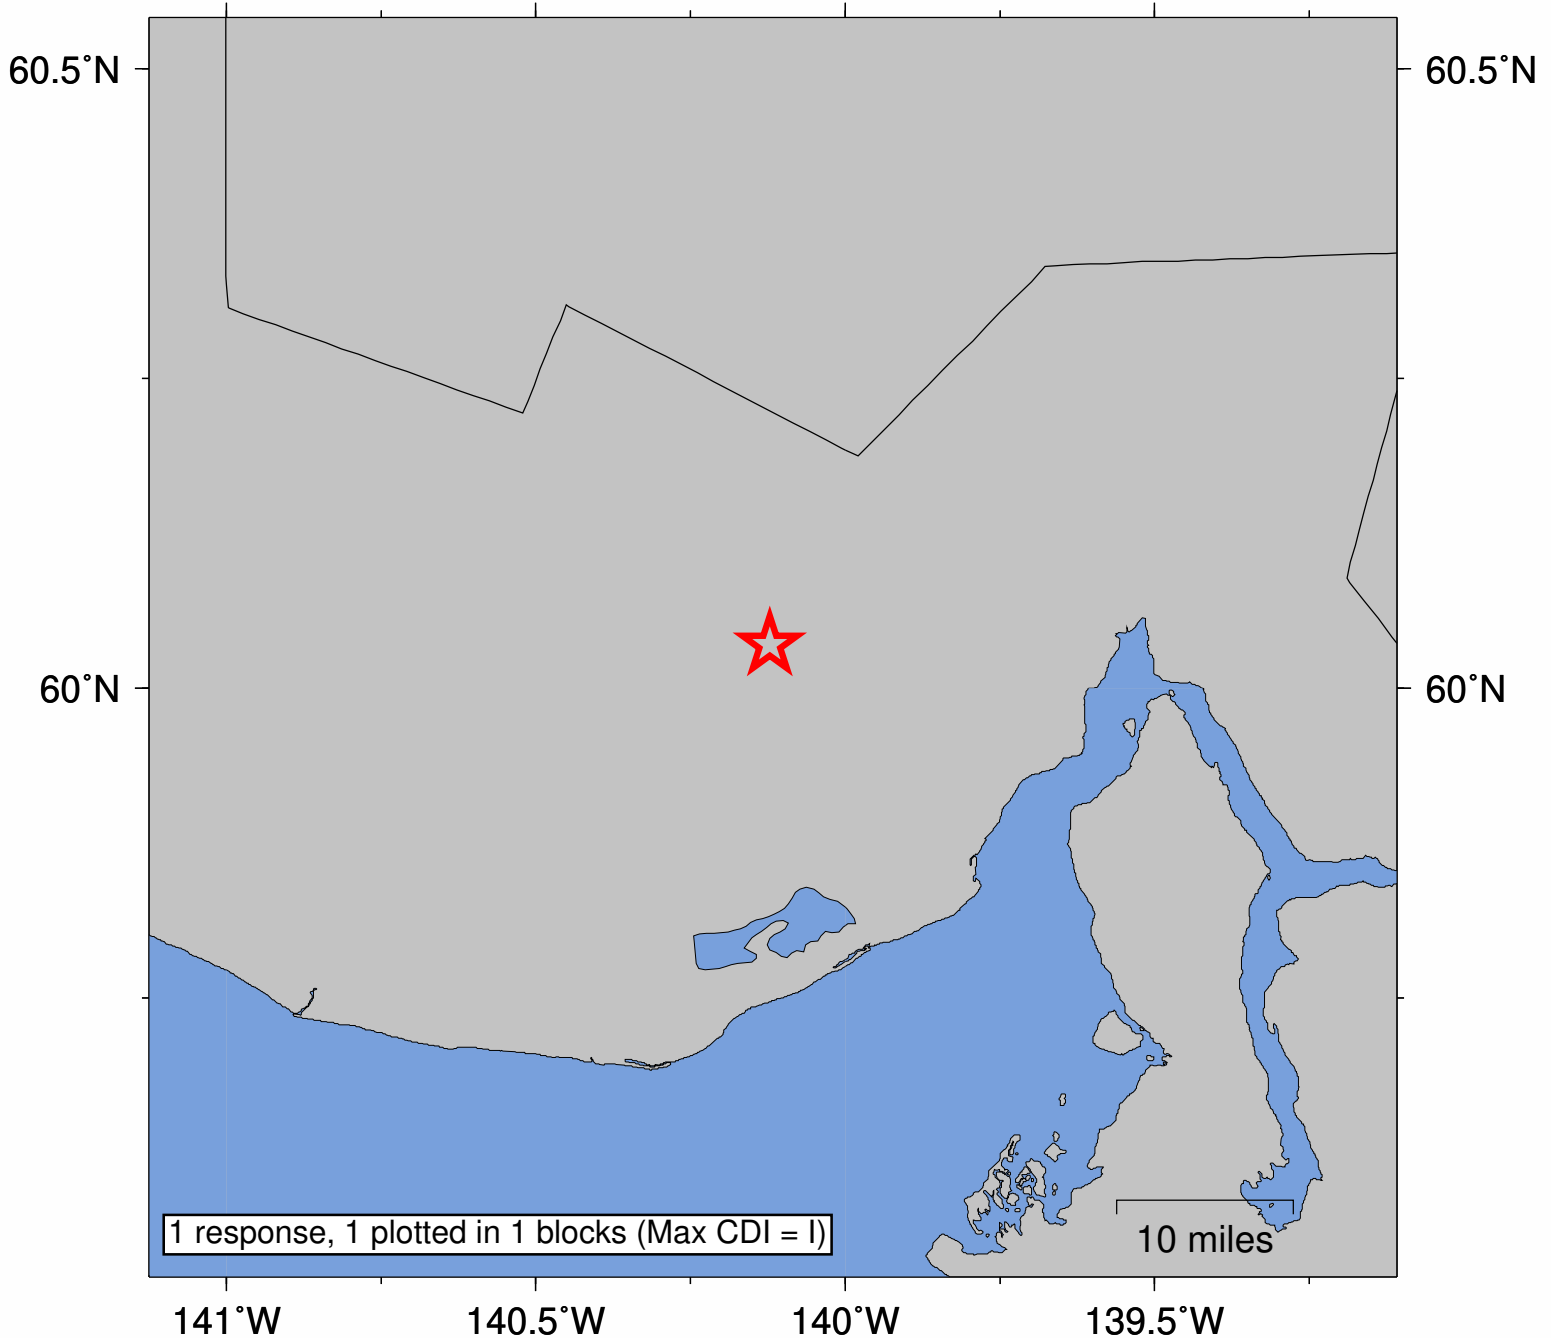 60.5˚N
60.5˚N
60˚N
60˚N
1 response, 1 plotted in 1 blocks (Max CDI = I)
10 miles
141˚W
140.5˚W
140˚W
139.5˚W